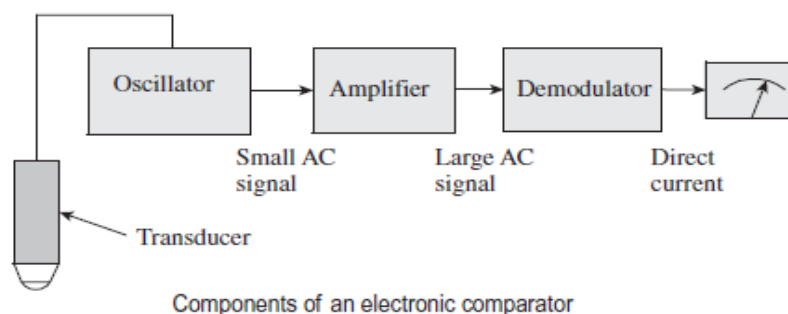 Oscillator
Amplifier
Demodulator
Small AC
signal
Large AC
signal
Direct
current
Transducer
Components of an electronic comparator